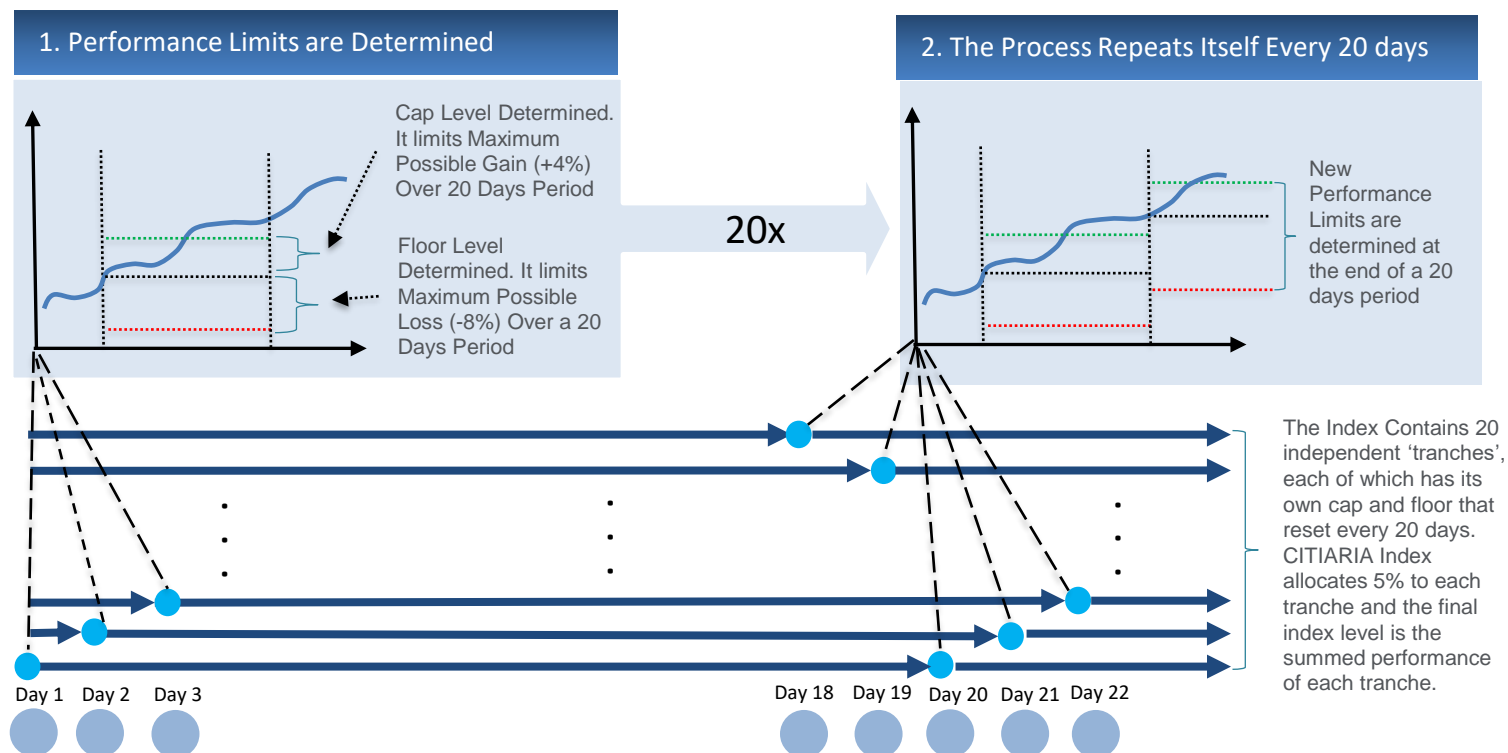 1. Performance Limits are Determined
Cap Level Determined.
It limits Maximum
Possible Gain (+4%)
Over 20 Days Period
Floor Level
Determined. It limits
Maximum Possible
Loss (-8%) Over a 20
Days Period
20x
2. The Process Repeats Itself Every 20 days
New
Performance
Limits are
determined at
the end of a 20
days period
The Index Contains 20
independent ‘tranches’,
each of which has its
own cap and floor that
reset every 20 days.
CITIARIA Index
allocates 5% to each
tranche and the final
index level is the
summed performance
of each tranche.
Day 1 Day 2 Day 3 Day 18 Day 19 Day 20 Day 21 Day 22